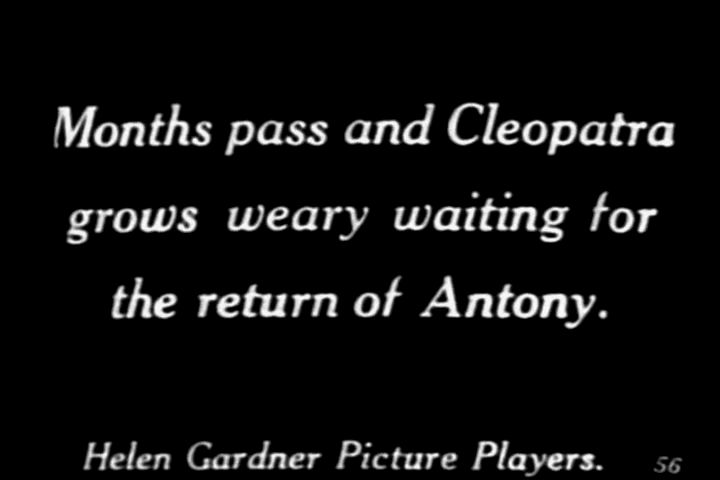 Months pass and Cleopatra
grows weary waiting for
the return of Antony.
Helen Gardner Picture Players. 56